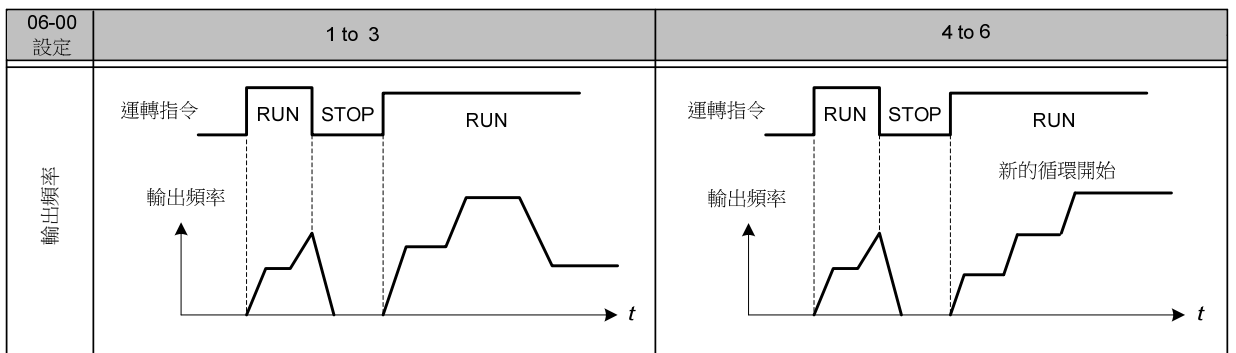 06-00
設定
1 to 3
4 to 6
輸出頻率
運轉指令
RUN
STOP
RUN
輸出頻率
t
運轉指令
RUN
STOP
RUN
新的循環開始
輸出頻率
t